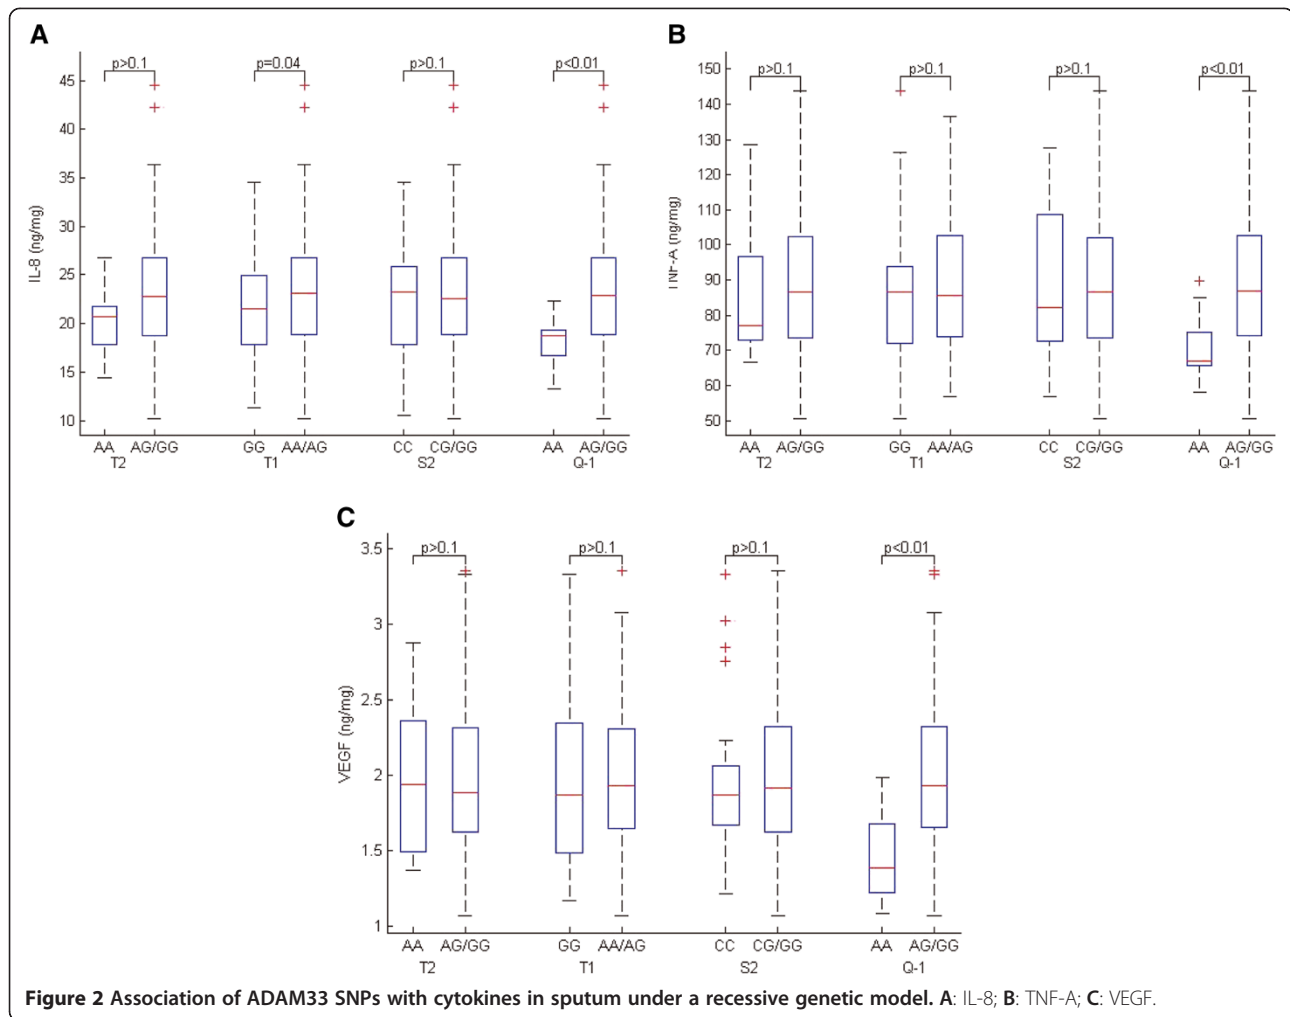 A
p>0.1 p=0.04 p>0.1 p<0.01
45
40
35
30
25
20
15
10
IL-8 (ng/mg)
AA AG/GG GG AA/AG CC CG/GG AA AG/GG
T2 T1 S2 Q-1
B
p>0.1 p>0.1 p>0.1 p<0.01
150
140
130
120
110
100
90
80
70
60
50
TNF-A (ng/mg)
AA AG/GG GG AA/AG CC CG/GG AA AG/GG
T2 T1 S2 Q-1
C
p>0.1 p>0.1 p>0.1 p<0.01
3.5
3
2.5
2
1.5
1
VEGF (ng/mg)
AA AG/GG GG AA/AG CC CG/GG AA AG/GG
T2 T1 S2 Q-1
Figure 2 Association of ADAM33 SNPs with cytokines in sputum under a recessive genetic model. A: IL-8; B: TNF-A; C: VEGF.